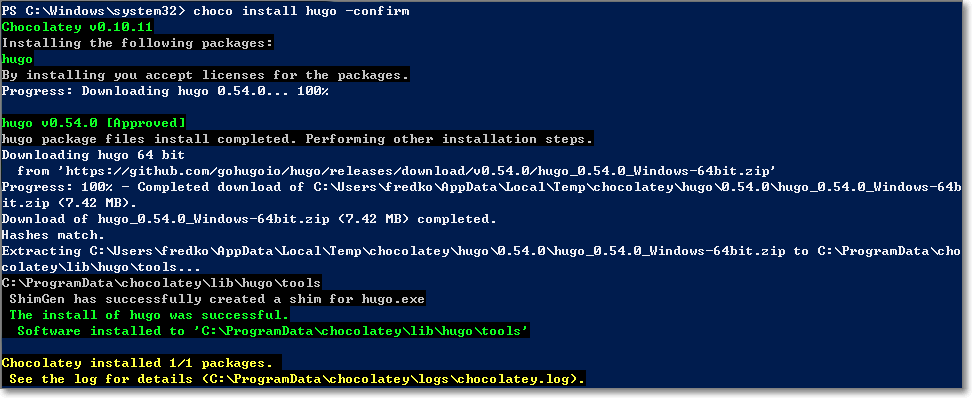 PS C:\Windows\system32> choco install hugo -confirm
Chocolatey v0.10.11
Installing the following packages:
hugo
By installing you accept licenses for the packages.
Progress: Downloading hugo 0.54.0... 100%
hugo v0.54.0 [Approved]
hugo package files install completed. Performing other installation steps.
Downloading hugo 64 bit
  from 'https://github.com/gohugoio/hugo/releases/download/v0.54.0/hugo_0.54.0_Windows-64bit.zip'
Progress: 100% - Completed download of C:\Users\fredko\AppData\Local\Temp\chocolatey\hugo\0.54.0\hugo_0.54.0_Windows-64b
it.zip (7.42 MB).
Download of hugo_0.54.0_Windows-64bit.zip (7.42 MB) completed.
Hashes match.
Extracting C:\Users\fredko\AppData\Local\Temp\chocolatey\hugo\0.54.0\hugo_0.54.0_Windows-64bit.zip to C:\ProgramData\cho
colatey\lib\hugo\tools...
C:\ProgramData\chocolatey\lib\hugo\tools
 ShimGen has successfully created a shim for hugo.exe
 The install of hugo was successful.
  Software installed to 'C:\ProgramData\chocolatey\lib\hugo\tools'
Chocolatey installed 1/1 packages.
 See the log for details (C:\ProgramData\chocolatey\logs\chocolatey.log).